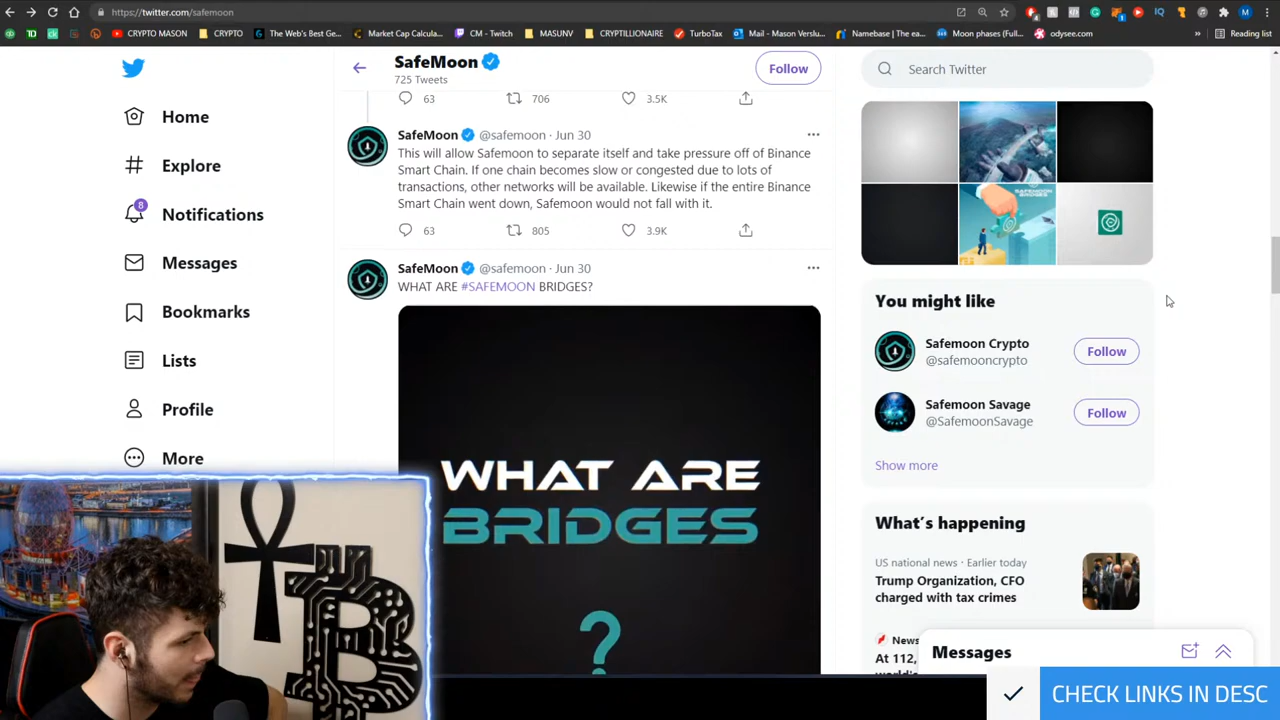 https://twitter.com/safemoon
CRYPTO MASON
CRYPTO
The Web's Best Ge...
Market Cap Calcula...
CM - Twitch
MASUNV
CRYPTILLIONAIRE
TurboTax
Mail - Mason Verslu...
Namebase | The ea...
Moon phases (Full...
odysee.com
»
Reading list
SafeMoon
725 Tweets
Follow
Search Twitter
Home
Explore
8
Notifications
Messages
Bookmarks
Lists
Profile
More
63 706 3.5K
SafeMoon @safemoon · Jun 30
This will allow Safemoon to separate itself and take pressure off of Binance
Smart Chain. If one chain becomes slow or congested due to lots of
transactions, other networks will be available. Likewise if the entire Binance
Smart Chain went down, Safemoon would not fall with it.
63 805 3.9K
SafeMoon @safemoon · Jun 30
WHAT ARE #SAFEMOON BRIDGES?
WHAT ARE
BRIDGES
?
SAFEMOON
BRIDGES
You might like
Safemoon Crypto
@safemooncrypto
Follow
Safemoon Savage
@SafemoonSavage
Follow
Show more
What's happening
US national news · Earlier today
Trump Organization, CFO
charged with tax crimes
News
At 112,
Messages
CHECK LINKS IN DESC